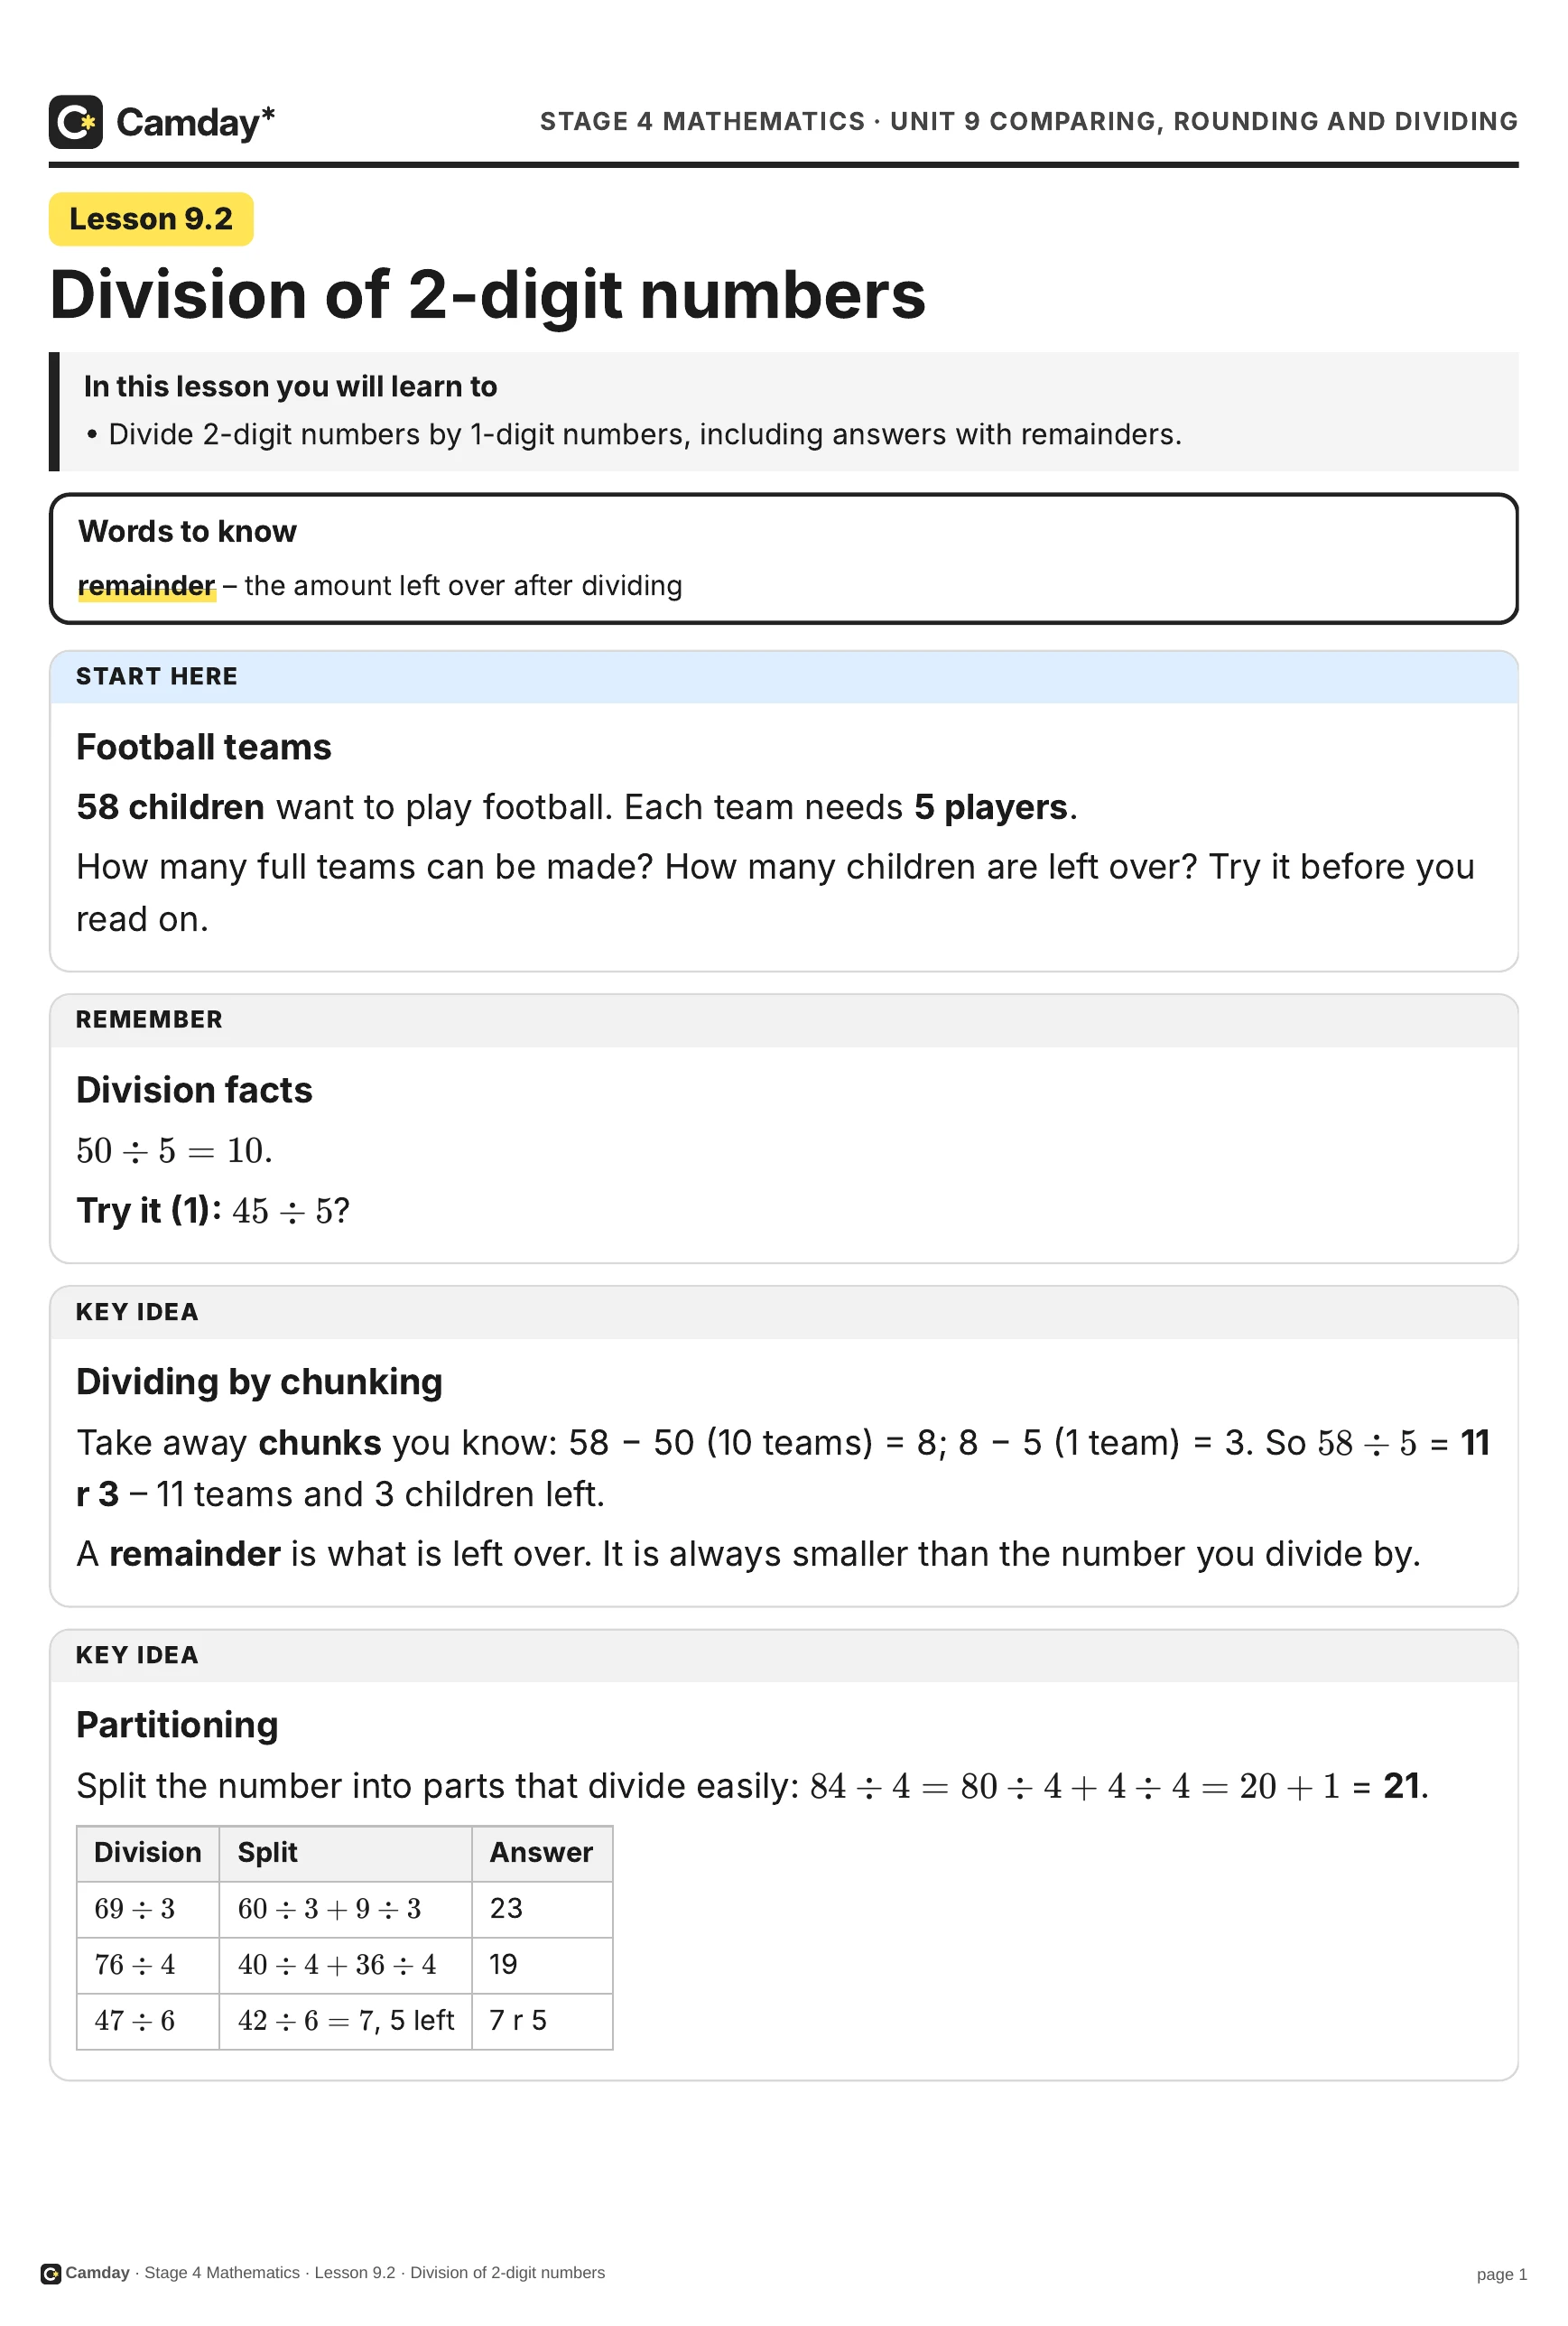 Camday*
STAGE 4 MATHEMATICS · UNIT 9 COMPARING, ROUNDING AND DIVIDING
Lesson 9.2
Division of 2-digit numbers
In this lesson you will learn to
• Divide 2-digit numbers by 1-digit numbers, including answers with remainders.
Words to know
remainder – the amount left over after dividing
START HERE
Football teams
58 children want to play football. Each team needs 5 players.
How many full teams can be made? How many children are left over? Try it before you
read on.
REMEMBER
Division facts
50 ÷ 5 = 10.
Try it (1): 45 ÷ 5?
KEY IDEA
Dividing by chunking
Take away chunks you know: 58 − 50 (10 teams) = 8; 8 − 5 (1 team) = 3. So 58 ÷ 5 = 11
r 3 – 11 teams and 3 children left.
A remainder is what is left over. It is always smaller than the number you divide by.
KEY IDEA
Partitioning
Split the number into parts that divide easily: 84 ÷ 4 = 80 ÷ 4 + 4 ÷ 4 = 20 + 1 = 21.
Division Split Answer
69 ÷ 3 60 ÷ 3 + 9 ÷ 3 23
76 ÷ 4 40 ÷ 4 + 36 ÷ 4 19
47 ÷ 6 42 ÷ 6 = 7, 5 left 7 r 5
Camday · Stage 4 Mathematics · Lesson 9.2 · Division of 2-digit numbers
page 1